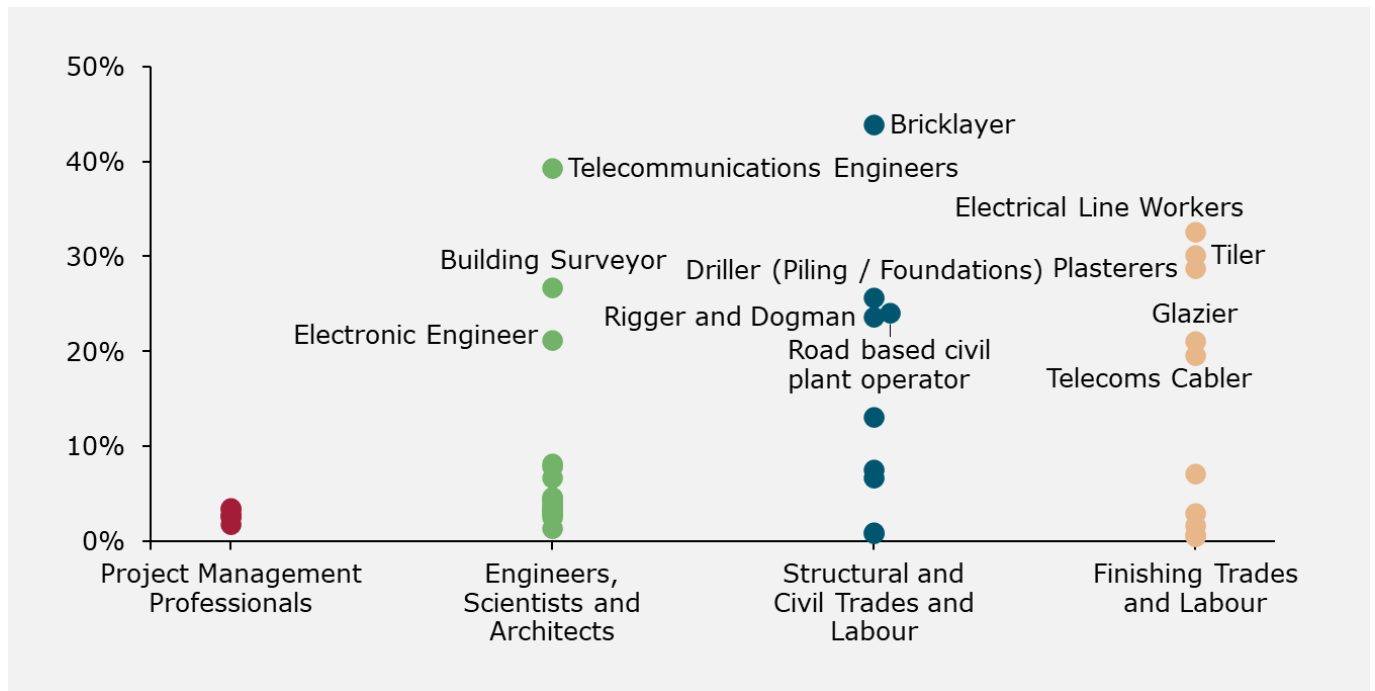 50%
40%
30%
20%
10%
0%
Bricklayer
Telecommunications Engineers
Electrical Line Workers
Building Surveyor
Driller (Piling / Foundations)
Plasterers
Tiler
Electronic Engineer
Rigger and Dogman
Glazier
Road based civil
plant operator
Telecoms Cabler
Project Management
Professionals
Engineers,
Scientists and
Architects
Structural and
Civil Trades and
Labour
Finishing Trades
and Labour